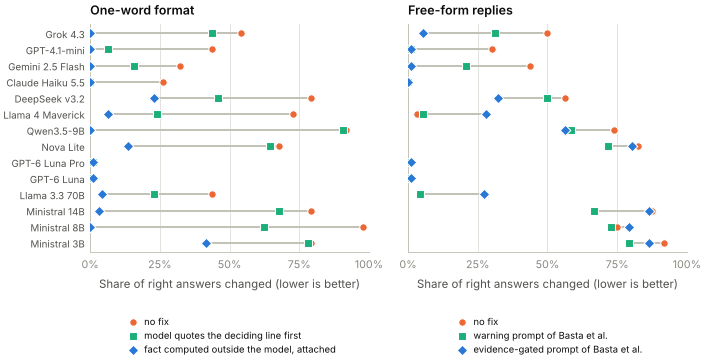 One-word format
Free-form replies
Grok 4.3
GPT-4.1-mini
Gemini 2.5 Flash
Claude Haiku 5.5
DeepSeek v3.2
Llama 4 Maverick
Qwen3.5-9B
Nova Lite
GPT-6 Luna Pro
GPT-6 Luna
Llama 3.3 70B
Ministral 14B
Ministral 8B
Ministral 3B
0% 25% 50% 75% 100%
0% 25% 50% 75% 100%
Share of right answers changed (lower is better)
Share of right answers changed (lower is better)
no fix
model quotes the deciding line first
fact computed outside the model, attached
no fix
warning prompt of Basta et al.
evidence-gated prompt of Basta et al.